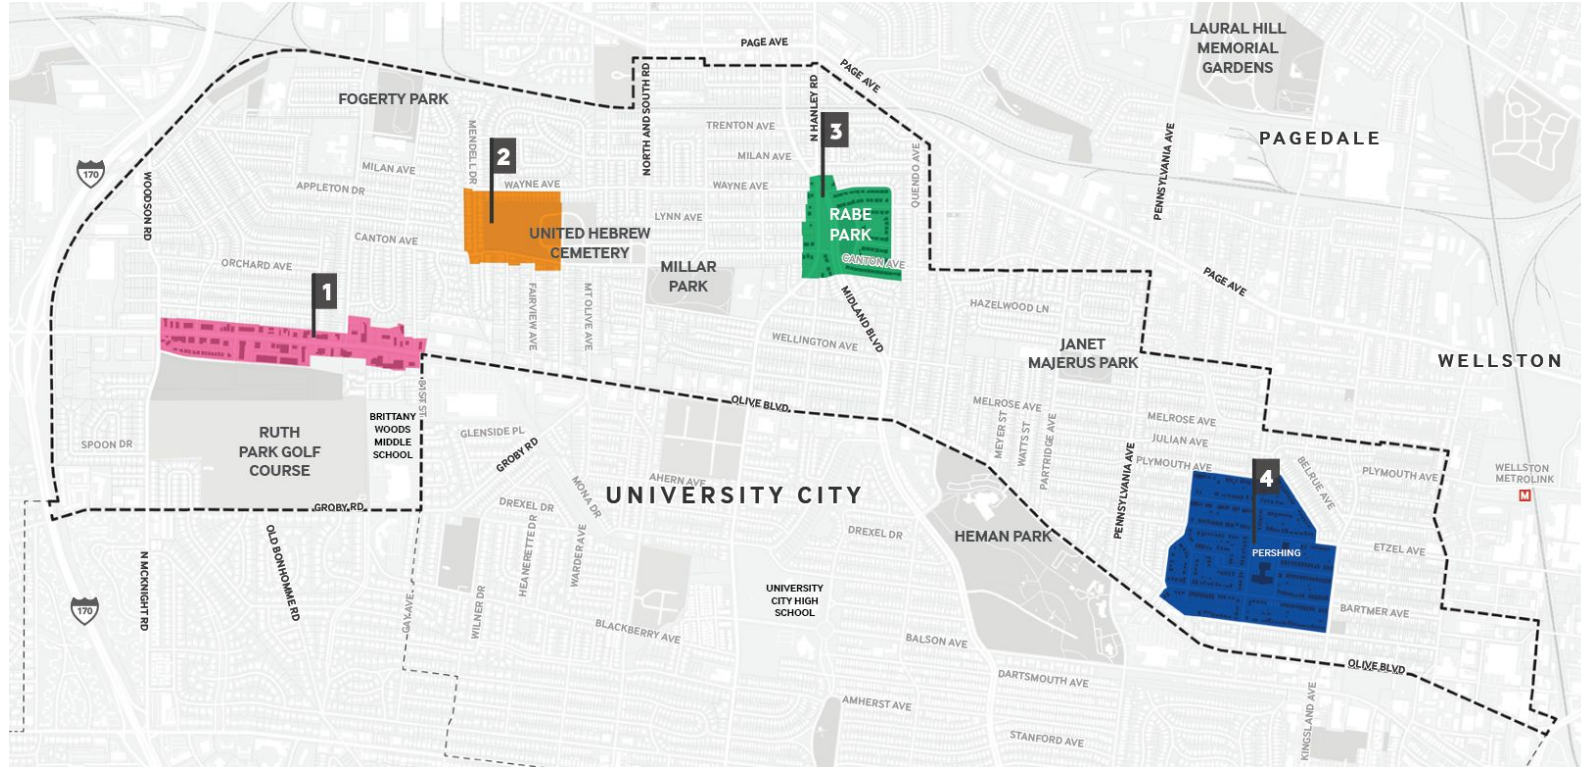 LAURAL HILL
MEMORIAL
GARDENS
PAGE AVE
PAGE AVE
FOGERTY PARK
NORTH AND SOUTH RD
N HANLEY RD
MENDELL DR
TRENTON AVE
3
PENNSYLVANIA AVE
PAGEDALE
170
2
MILAN AVE
MILAN AVE
QUENDO AVE
WOODSON RD
APPLETON DR
WAYNE AVE
WAYNE AVE
LYNN AVE
RABE
PARK
UNITED HEBREW
CEMETERY
CANTON AVE
ORCHARD AVE
CANTON AVE
MILLAR
PARK
PAGE AVE
1
FAIRVIEW AVE
MT OLIVE AVE
MIDLAND BLVD
HAZELWOOD LN
WELLINGTON AVE
JANET
MAJERUS PARK
WELLSTON
81ST ST
OLIVE BLVD
MELROSE AVE
MELROSE AVE
BRITTANY
WOODS
MIDDLE
SCHOOL
RUTH
PARK GOLF
COURSE
SPOON DR
GLENSIDE PL
GROBY RD
MEYER ST
WATTS ST
PARTRIDGE AVE
JULIAN AVE
PENNSYLVANIA AVE
PLYMOUTH AVE
4
BELRUE AVE
PLYMOUTH AVE
WELLSTON
METROLINK
M
AHERN AVE
MONA DR
UNIVERSITY CITY
GROBY RD
DREXEL DR
DREXEL DR
HEMAN PARK
OLD BONHOMME RD
HEANERETTE DR
WARDER AVE
PERSHING
ETZEL AVE
N MCKNIGHT RD
170
GAY AVE
WILNER DR
UNIVERSITY
CITY HIGH
SCHOOL
BARTMER AVE
BLACKBERRY AVE
BALSON AVE
OLIVE BLVD
DARTSMOUTH AVE
AMHERST AVE
KINGSLAND AVE
STANFORD AVE